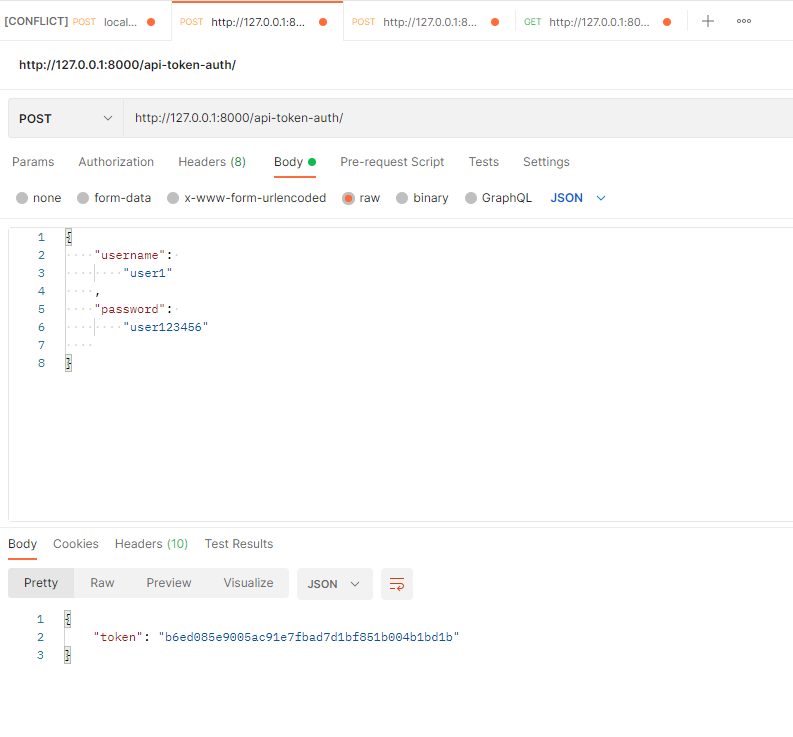 [CONFLICT] POST local... POST http://127.0.0.1:8... POST http://127.0.0.1:8... GET http://127.0.0.1:80...
http://127.0.0.1:8000/api-token-auth/
POST http://127.0.0.1:8000/api-token-auth/
Params Authorization Headers (8) Body Pre-request Script Tests Settings
none form-data x-www-form-urlencoded raw binary GraphQL JSON
1 {
2 "username":
3 "user1"
4 ,
5 "password":
6 "user123456"
7
8 }
Body Cookies Headers (10) Test Results
Pretty Raw Preview Visualize JSON
1 {
2 "token": "b6ed085e9005ac91e7fbad7d1bf851b004b1bd1b"
3 }